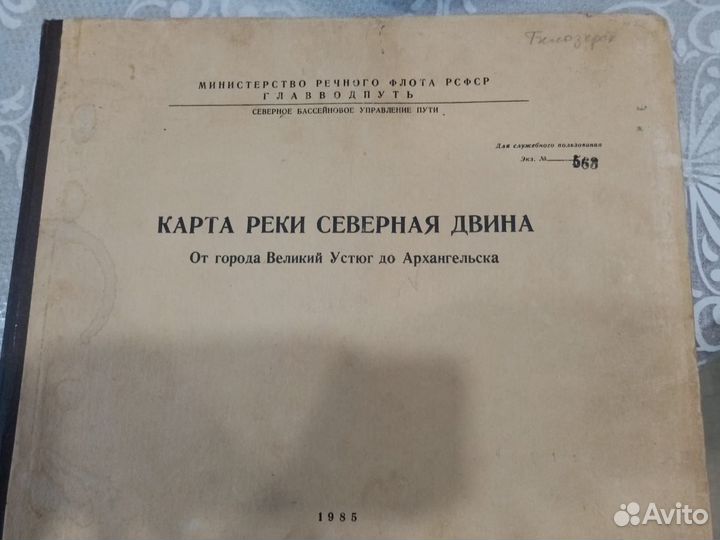 МИНИСТЕРСТВО РЕЧНОГО ФЛОТА РСФСР
ГЛАВВОДПУТЬ
СЕВЕРНОЕ БАССЕЙНОВОЕ УПРАВЛЕНИЕ ПУТИ
Для служебного пользования
Экз. № 568
КАРТА РЕКИ СЕВЕРНАЯ ДВИНА
От города Великий Устюг до Архангельска
1985
Avito